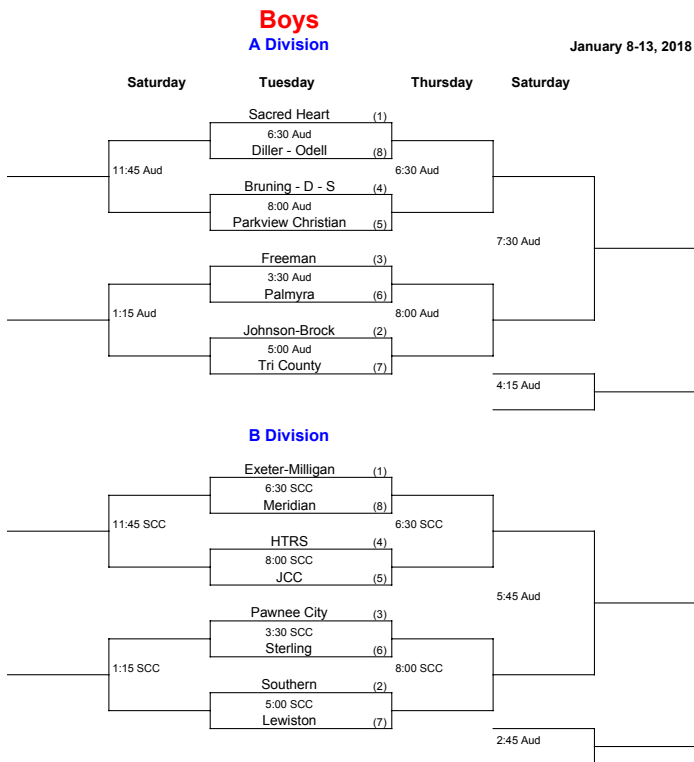 Boys
A Division
January 8-13, 2018
Saturday Tuesday Thursday Saturday
Sacred Heart (1)
6:30 Aud
Diller - Odell (8)
11:45 Aud 6:30 Aud
Bruning - D - S (4)
8:00 Aud
Parkview Christian (5)
7:30 Aud
Freeman (3)
3:30 Aud
Palmyra (6)
1:15 Aud 8:00 Aud
Johnson-Brock (2)
5:00 Aud
Tri County (7)
4:15 Aud
B Division
Exeter-Milligan (1)
6:30 SCC
Meridian (8)
11:45 SCC 6:30 SCC
HTRS (4)
8:00 SCC
JCC (5)
5:45 Aud
Pawnee City (3)
3:30 SCC
Sterling (6)
1:15 SCC 8:00 SCC
Southern (2)
5:00 SCC
Lewiston (7)
2:45 Aud